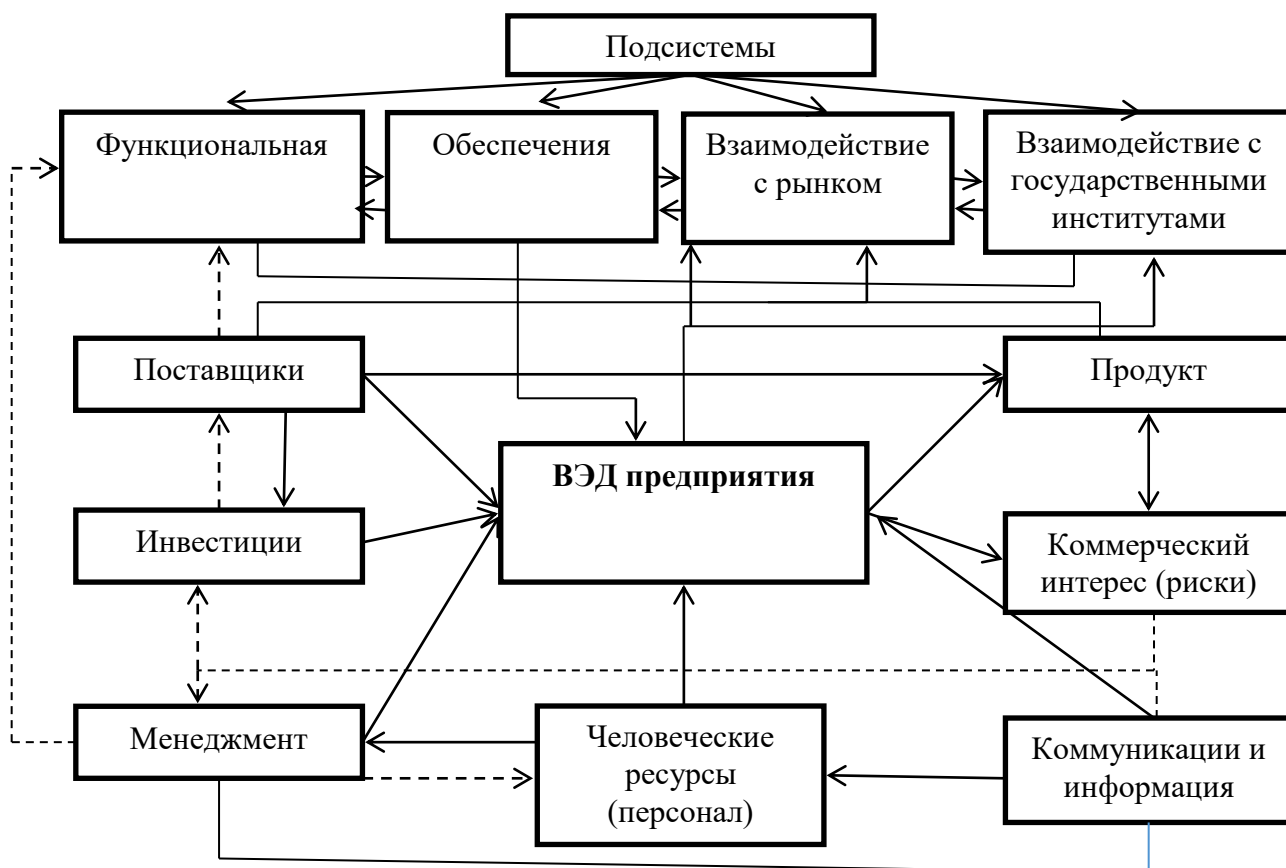 Подсистемы
Функциональная
Обеспечения
Взаимодействие
с рынком
Взаимодействие с
государственными
институтами
Поставщики
Продукт
ВЭД предприятия
Инвестиции
Коммерческий
интерес (риски)
Менеджмент
Человеческие
ресурсы
(персонал)
Коммуникации и
информация